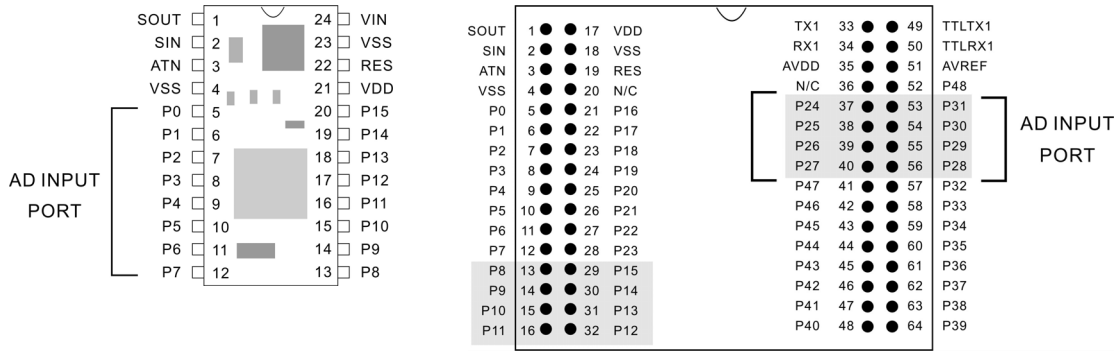 SOUT 1 24 VIN
SIN 2 23 VSS
ATN 3 22 RES
VSS 4 21 VDD
P0 5 20 P15
P1 6 19 P14
P2 7 18 P13
P3 8 17 P12
P4 9 16 P11
P5 10 15 P10
P6 11 14 P9
P7 12 13 P8
AD INPUT
PORT
SOUT 1 17 VDD
SIN 2 18 VSS
ATN 3 19 RES
VSS 4 20 N/C
P0 5 21 P16
P1 6 22 P17
P2 7 23 P18
P3 8 24 P19
P4 9 25 P20
P5 10 26 P21
P6 11 27 P22
P7 12 28 P23
P8 13 29 P15
P9 14 30 P14
P10 15 31 P13
P11 16 32 P12
TX1 33 49 TTLTX1
RX1 34 50 TTLRX1
AVDD 35 51 AVREF
N/C 36 52 P48
P24 37 53 P31
P25 38 54 P30
P26 39 55 P29
P27 40 56 P28
P47 41 57 P32
P46 42 58 P33
P45 43 59 P34
P44 44 60 P35
P43 45 61 P36
P42 46 62 P37
P41 47 63 P38
P40 48 64 P39
AD INPUT
PORT